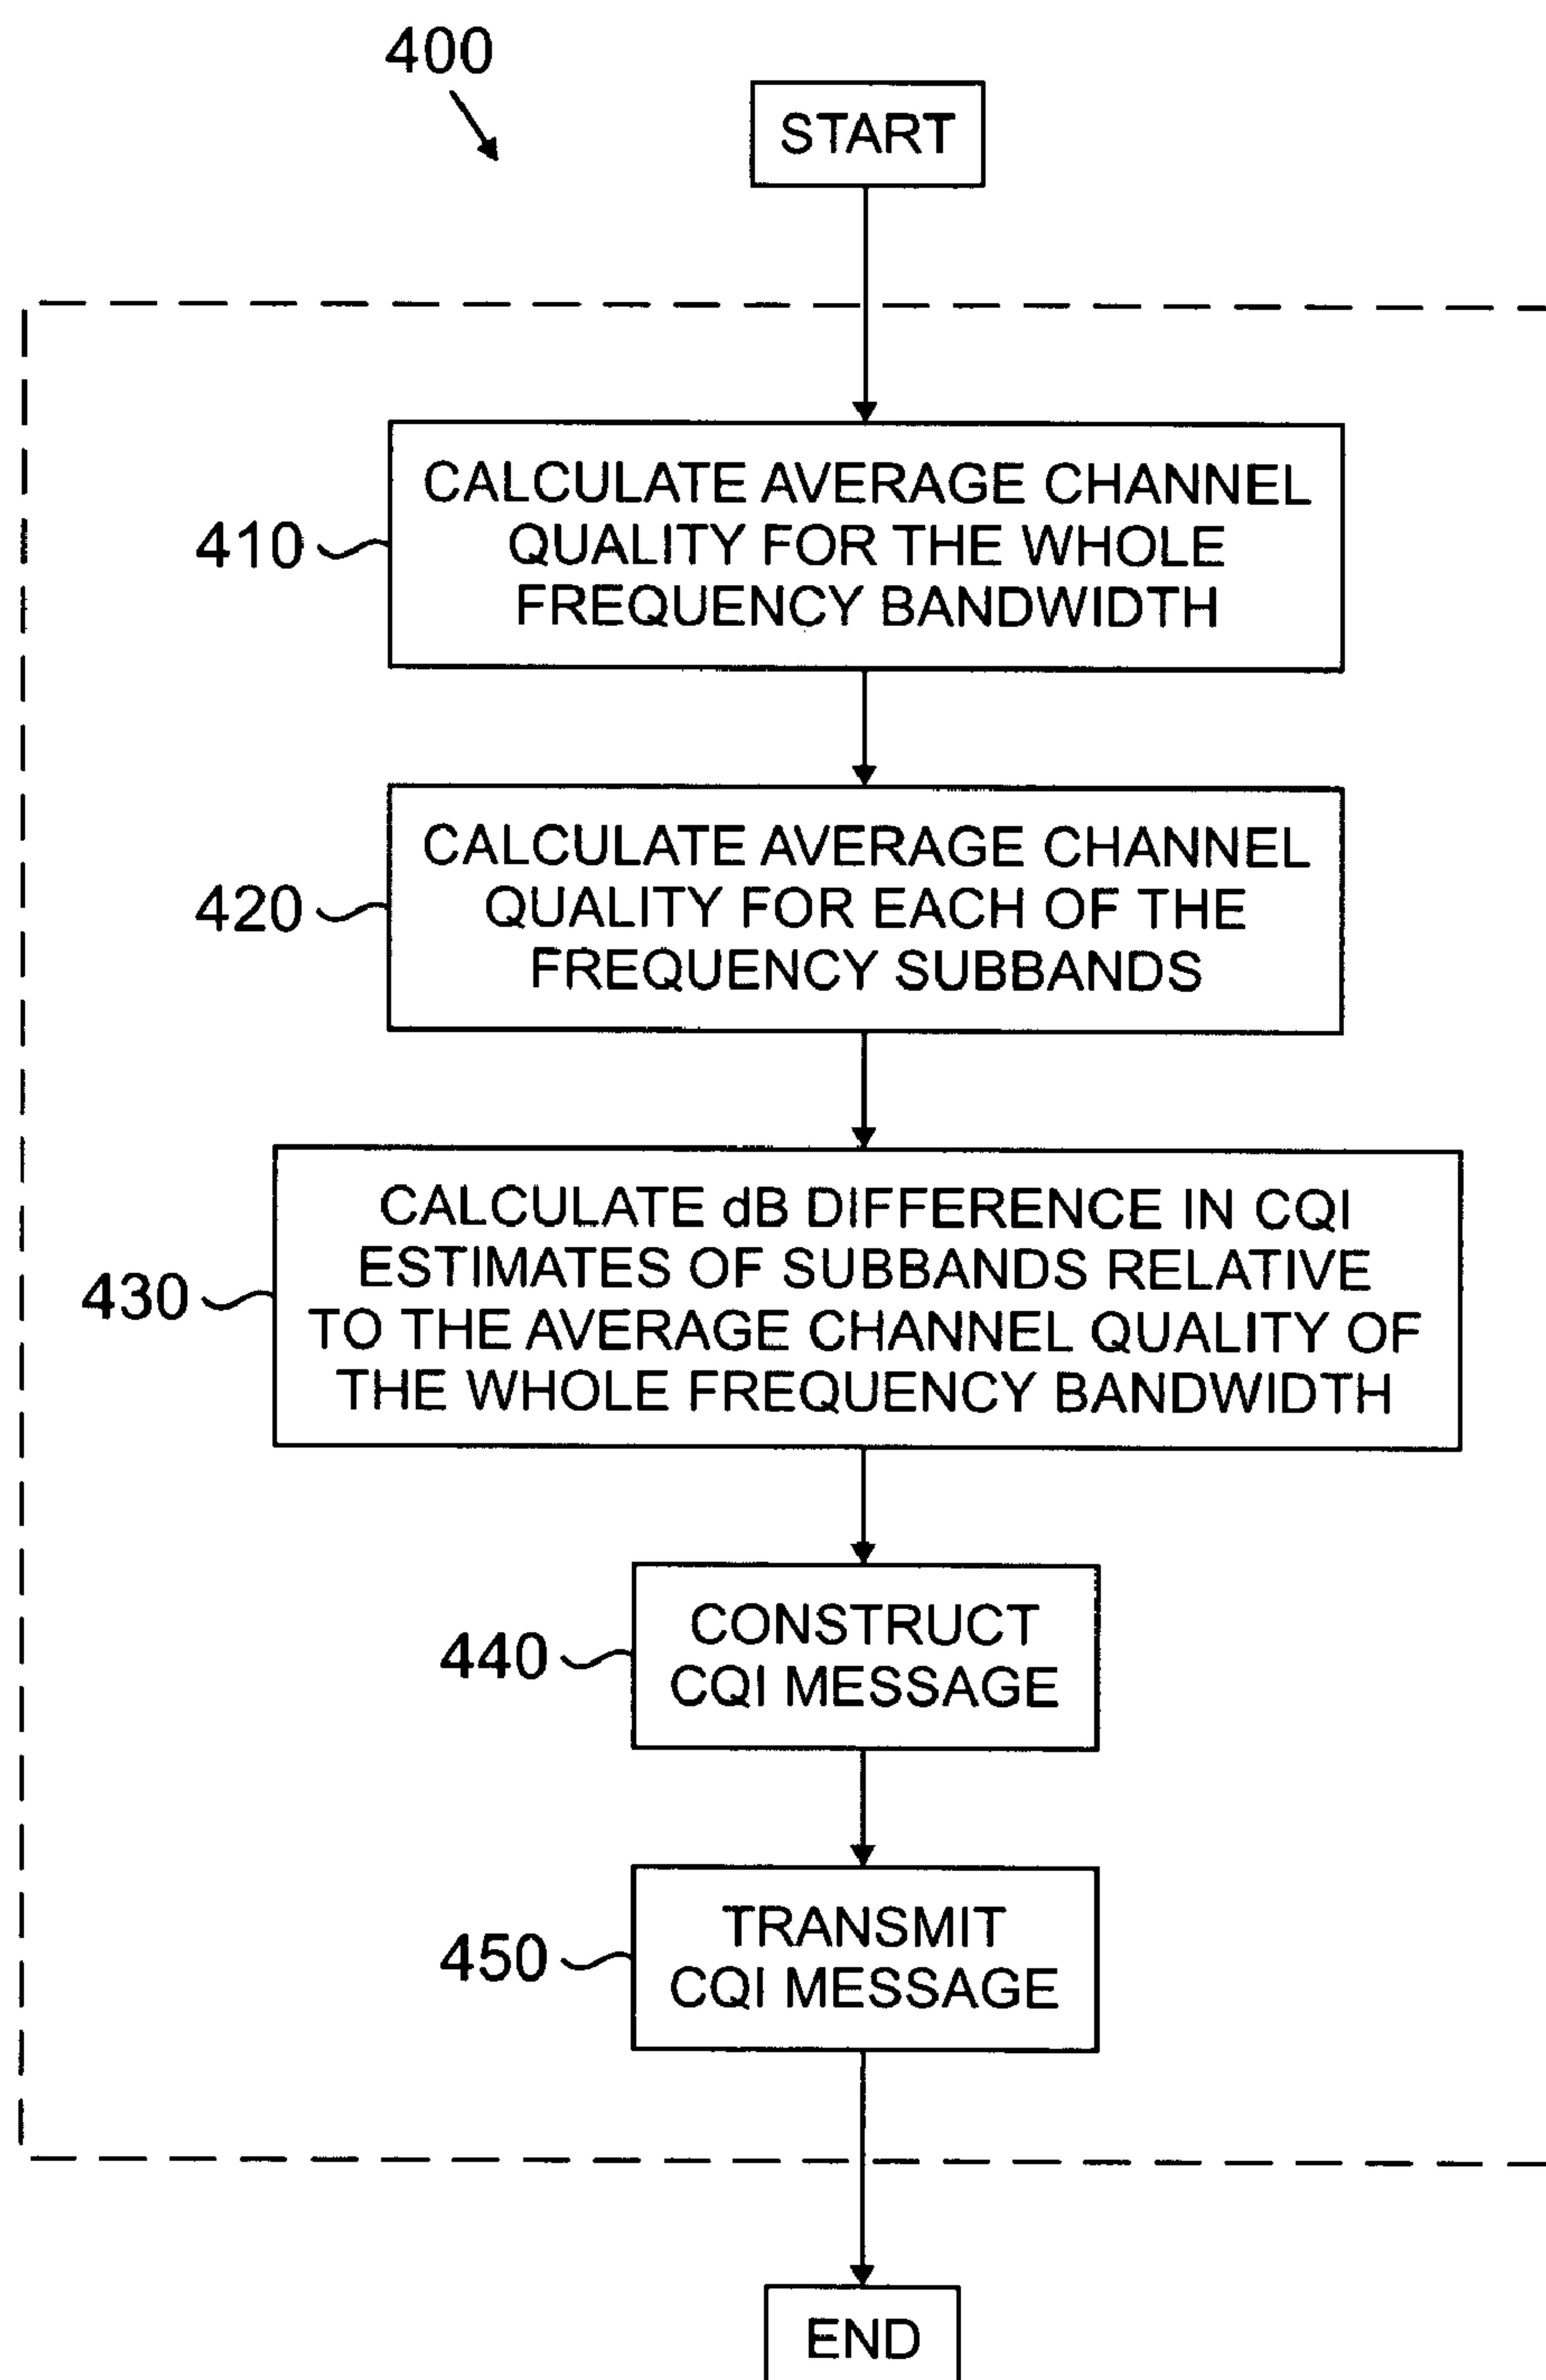 400
START
410
CALCULATE AVERAGE CHANNEL
QUALITY FOR THE WHOLE
FREQUENCY BANDWIDTH
420
CALCULATE AVERAGE CHANNEL
QUALITY FOR EACH OF THE
FREQUENCY SUBBANDS
430
CALCULATE dB DIFFERENCE IN CQI
ESTIMATES OF SUBBANDS RELATIVE
TO THE AVERAGE CHANNEL QUALITY OF
THE WHOLE FREQUENCY BANDWIDTH
440
CONSTRUCT
CQI MESSAGE
450
TRANSMIT
CQI MESSAGE
END